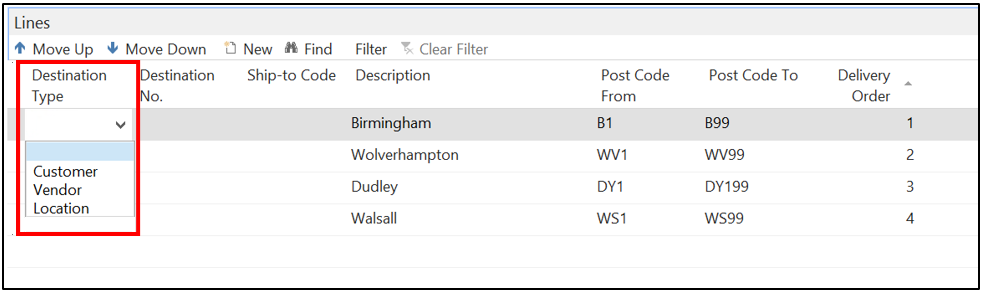 Lines
Move Up Move Down New Find Filter Clear Filter
Destination Type Destination No. Ship-to Code Description Post Code From Post Code To Delivery Order
Birmingham B1 B99 1
Customer
Vendor
Location
Wolverhampton WV1 WV99 2
Dudley DY1 DY199 3
Walsall WS1 WS99 4